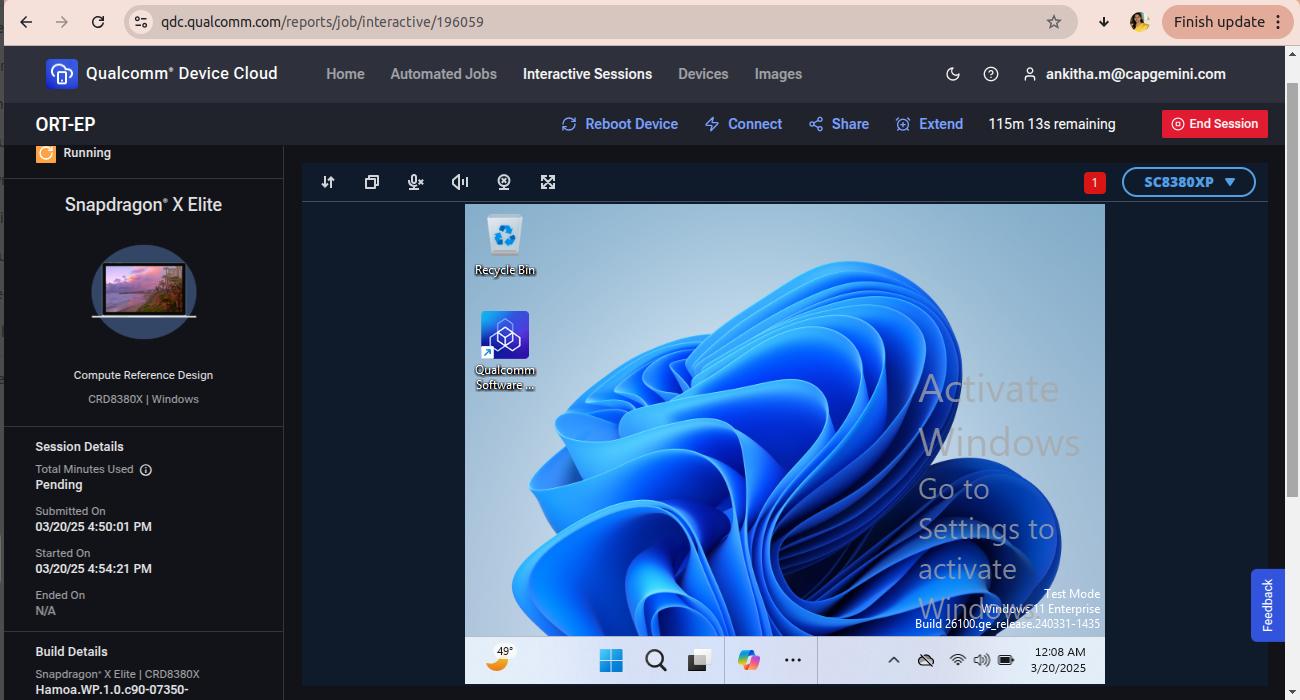 qdc.qualcomm.com/reports/job/interactive/196059
Finish update
Qualcomm® Device Cloud
Home
Automated Jobs
Interactive Sessions
Devices
Images
ankitha.m@capgemini.com
ORT-EP
Reboot Device
Connect
Share
Extend
115m 13s remaining
End Session
Running
Snapdragon® X Elite
Compute Reference Design
CRD8380X | Windows
Session Details
Total Minutes Used
Pending
Submitted On
03/20/25 4:50:01 PM
Started On
03/20/25 4:54:21 PM
Ended On
N/A
Build Details
Snapdragon® X Elite | CRD8380X
Hamoa.WP.1.0.c90-07350-
1
SC8380XP
Recycle Bin
Qualcomm
Software ...
Activate
Windows
Go to
Settings to
activate
Windows
Test Mode
Windows 11 Enterprise
Build 26100.ge_release.240331-1435
49°
12:08 AM
3/20/2025
Feedback